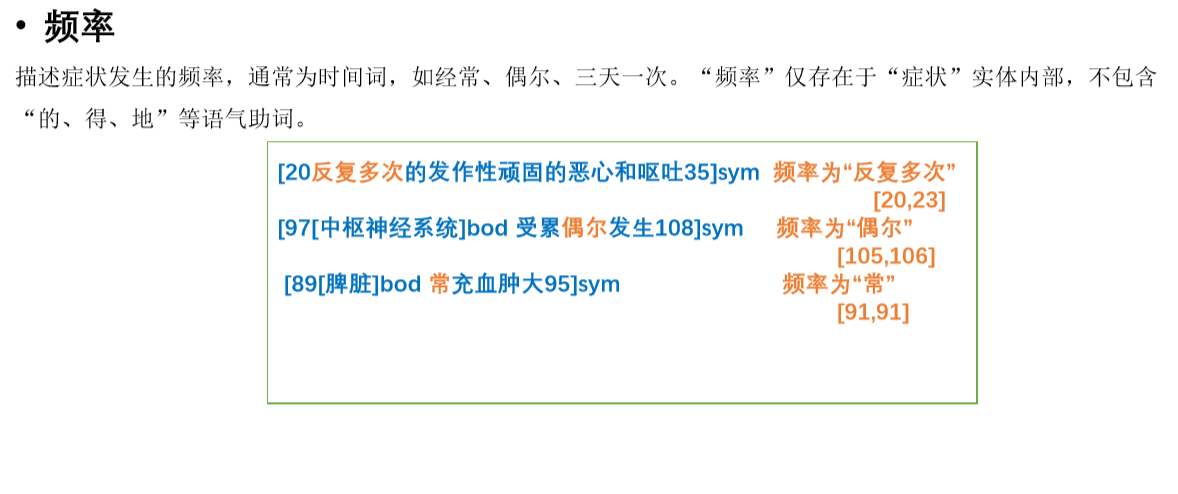 • 频率
描述症状发生的频率，通常为时间词，如经常、偶尔、三天一次。“频率”仅存在于“症状”实体内部，不包含
“的、得、地”等语气助词。
[20反复多次的发作性顽固的恶心和呕吐35]sym 频率为“反复多次”
[20,23]
[97[中枢神经系统]bod 受累偶尔发生108]sym 频率为“偶尔”
[105,106]
[89[脾脏]bod 常充血肿大95]sym 频率为“常”
[91,91]